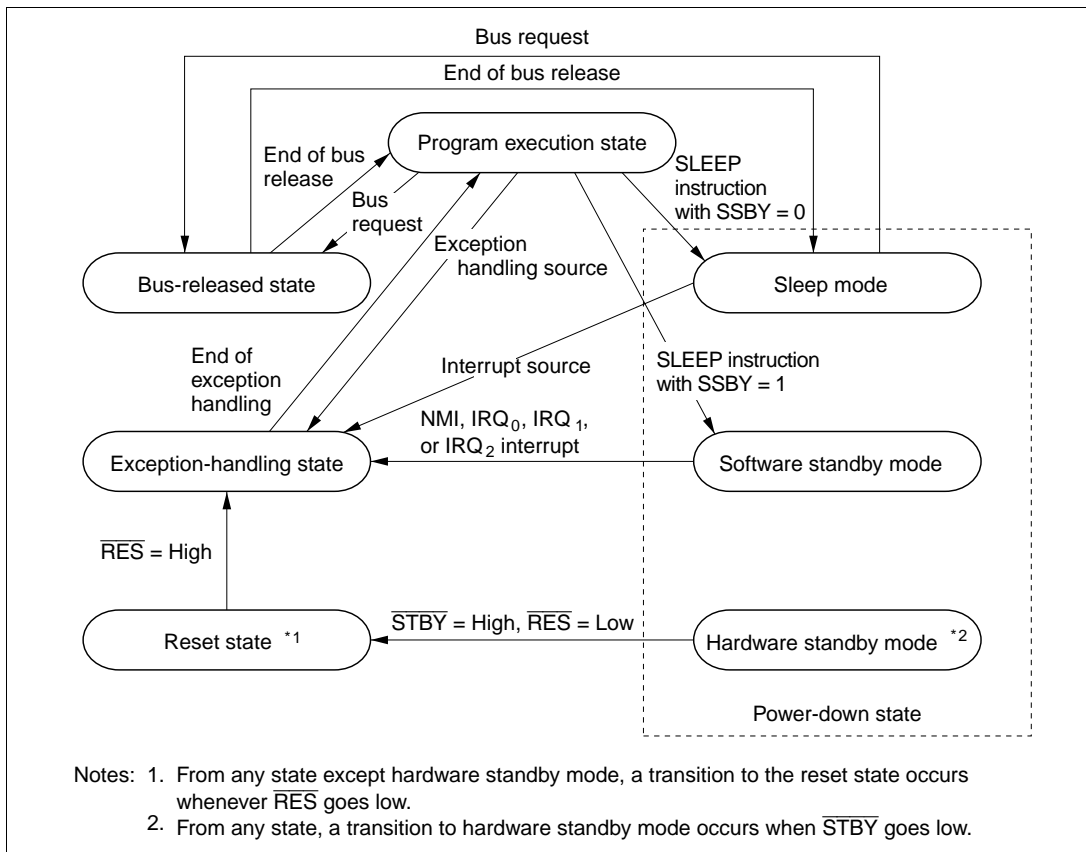 Bus request
End of bus release
Program execution state
End of bus
release
Bus
request
SLEEP
instruction
with SSBY = 0
Exception
handling source
Bus-released state
Sleep mode
End of
exception
handling
Interrupt source
SLEEP instruction
with SSBY = 1
NMI, IRQ0, IRQ1,
or IRQ2 interrupt
Exception-handling state
Software standby mode
R̅E̅S̅ = High
S̅T̅B̅Y̅ = High, R̅E̅S̅ = Low
Reset state *1
Hardware standby mode *2
Power-down state
Notes: 1. From any state except hardware standby mode, a transition to the reset state occurs
whenever R̅E̅S̅ goes low.
2. From any state, a transition to hardware standby mode occurs when S̅T̅B̅Y̅ goes low.